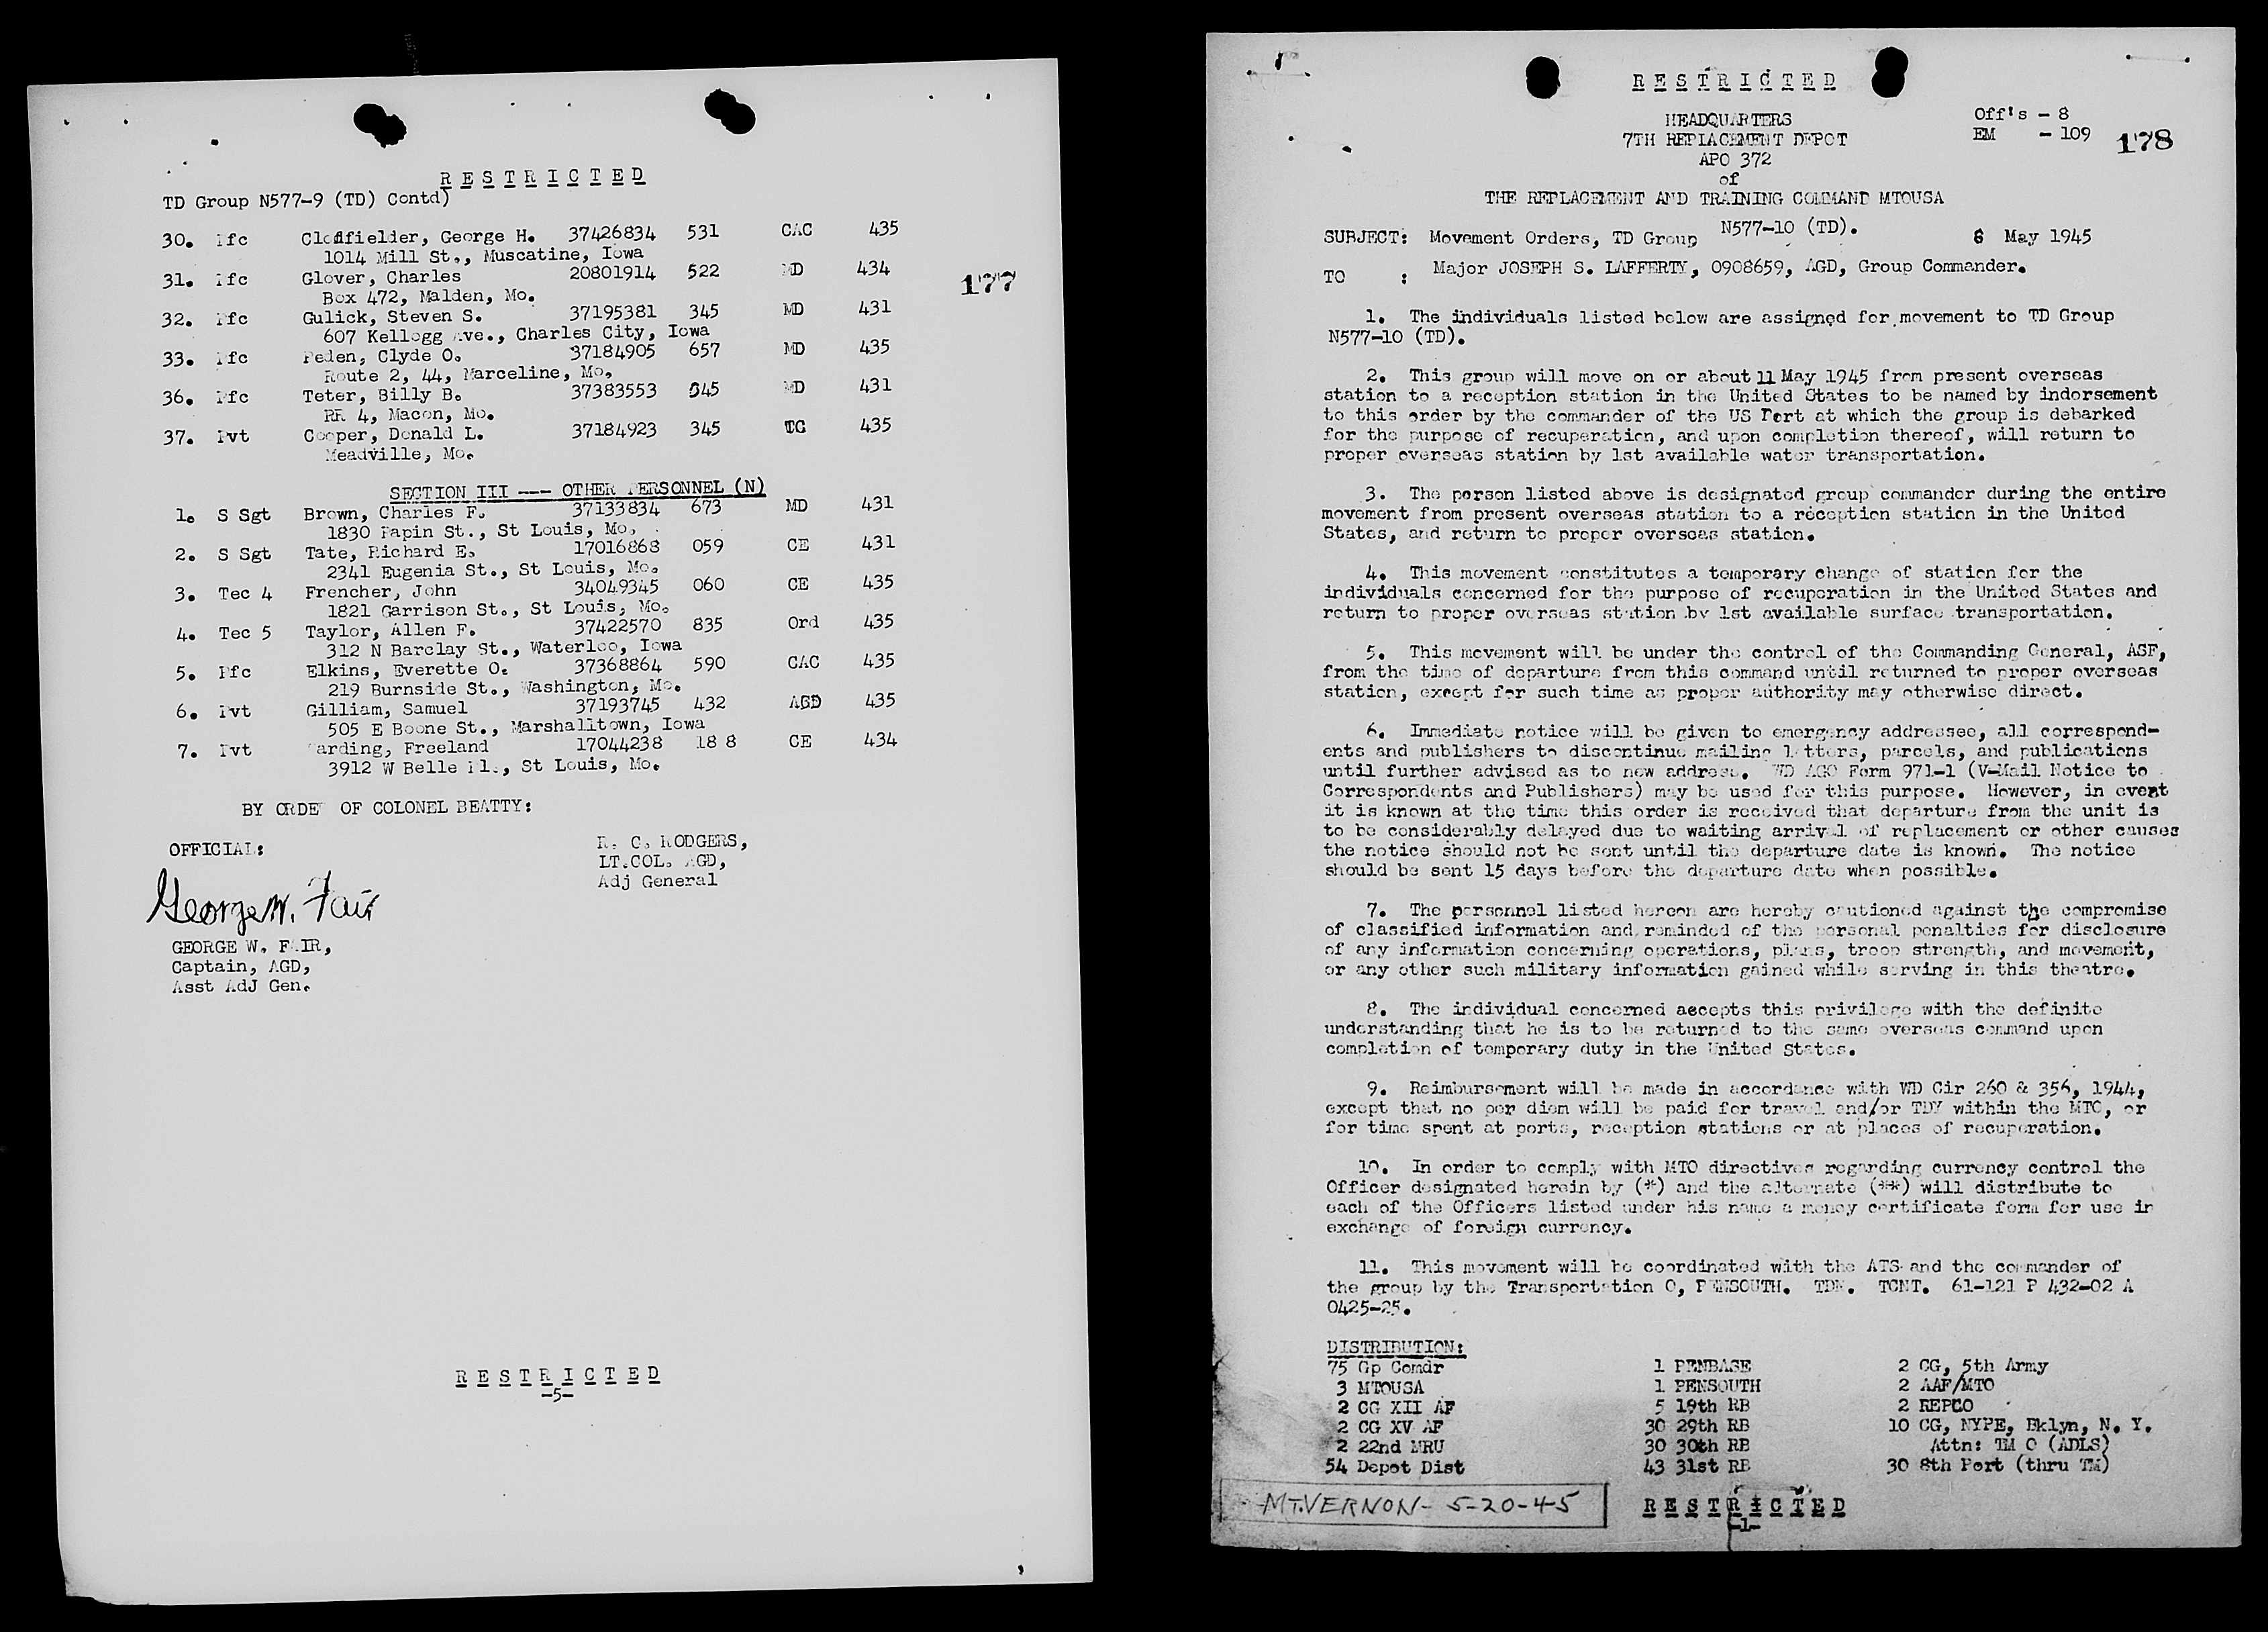 RESTRICTED
TD Group N577-9 (TD) Contd)
177
30. Pfc George H. 37426834 531 CAC 435
1014 Mill St., Muscatine, Iowa
31. Pfc Glover, Charles 20801914 522 MD 434
Box 472, Malden, Mo.
32. Pfc Gulick, Steven S. 37195381 345 MD 431
607 Kellogg Ave., Charles City, Iowa
33. Pfc Peden, Clyde O. 37184905 657 MD 435
Route 2, 44, Marceline, Mo.
36. Pfc Teter, Billy B. 37383553 345 MD 431
RR 4, Macon, Mo.
37. Pvt Cooper, Donald L. 37184923 345 TC 435
Meadville, Mo.
SECTION III --- OTHER PERSONNEL (N)
1. S Sgt Brown, Charles F. 37133834 673 MD 431
1830 Papin St., St Louis, Mo.
2. S Sgt Tate, Richard E. 17016868 059 CE 431
2341 Eugenia St., St Louis, Mo.
3. Tec 4 Frencher, John 34049345 060 CE 435
1821 Garrison St., St Louis, Mo.
4. Tec 5 Taylor, Allen F. 37422570 835 Ord 435
312 N Barclay St., Waterloo, Iowa
5. Pfc Elkins, Everette O. 37368864 590 CAC 435
219 Burnside St., Washington, Mo.
6. Pvt Gilliam, Samuel 37193745 432 AGD 435
505 E Boone St., Marshalltown, Iowa
7. Pvt Freeland 17044238 188 CE 434
3912 W Belle Pl., St Louis, Mo.
BY ORDER OF COLONEL BEATTY:
OFFICIAL:
R. C. RODGERS,
LT.COL. AGD,
Adj General
George W. Fair
GEORGE W. FAIR,
Captain, AGD,
Asst AdJ Gen.
RESTRICTED
-5-
RESTRICTED
HEADQUARTERS
7TH REPLACEMENT DEPOT
APO 372
of
THE REPLACEMENT AND TRAINING COMMAND MTOUSA
Off's - 8
EM - 109
178
SUBJECT: Movement Orders, TD Group N577-10 (TD). 6 May 1945
TO : Major JOSEPH S. LAFFERTY, 0908659, AGD, Group Commander.
1. The individuals listed below are assigned for movement to TD Group
N577-10 (TD).
2. This group will move on or about 11 May 1945 from present overseas
station to a reception station in the United States to be named by indorsement
to this order by the commander of the US Port at which the group is debarked
for the purpose of recuperation, and upon completion thereof, will return to
proper overseas station by 1st available water transportation.
3. The person listed above is designated group commander during the entire
movement from present overseas station to a reception station in the United
States, and return to proper overseas station.
4. This movement constitutes a temporary change of station for the
individuals concerned for the purpose of recuperation in the United States and
return to proper overseas station by 1st available surface transportation.
5. This movement will be under the control of the Commanding General, ASF,
from the time of departure from this command until returned to proper overseas
station, except for such time as proper authority may otherwise direct.
6. Immediate notice will be given to emergency addressee, all correspond-
ents and publishers to discontinue mailing letters, parcels, and publications
until further advised as to new address. WD AGO Form 971-1 (V-Mail Notice to
Correspondents and Publishers) may be used for this purpose. However, in event
it is known at the time this order is received that departure from the unit is
to be considerably delayed due to waiting arrival of replacement or other causes
the notice should not be sent until the departure date is known. The notice
should be sent 15 days before the departure date when possible.
7. The personnel listed hereon are hereby cautioned against the compromise
of classified information and reminded of the personal penalties for disclosure
of any information concerning operations, plans, troop strength, and movement,
or any other such military information gained while serving in this theatre.
8. The individual concerned accepts this privilege with the definite
understanding that he is to be returned to the same overseas command upon
completion of temporary duty in the United States.
9. Reimbursement will be made in accordance with WD Cir 260 & 356, 1944,
except that no per diem will be paid for travel and/or TDY within the MTO, or
for time spent at ports, reception stations or at places of recuperation.
10. In order to comply with MTO directives regarding currency control the
Officer designated herein by (*) and the alternate (**) will distribute to
each of the Officers listed under his name a money certificate form for use in
exchange of foreign currency.
11. This movement will be coordinated with the ATS and the commander of
the group by the Transportation O, PENSOUTH. TDN. TCNT. 61-121 P 432-02 A
0425-25.
DISTRIBUTION:
75 Gp Comdr 1 PENBASE 2 CG, 5th Army
3 MTOUSA 1 PENSOUTH 2 AAF/MTO
2 CG XII AF 5 19th RB 2 REPCO
2 CG XV AF 30 29th RB 10 CG, NYPE, Bklyn, N. Y.
2 22nd MRU 30 30th RB Attn: TM O (ADLS)
54 Depot Dist 43 31st RB 30 8th Port (thru TM)
MT.VERNON- 5-20-45
RESTRICTED
-1-